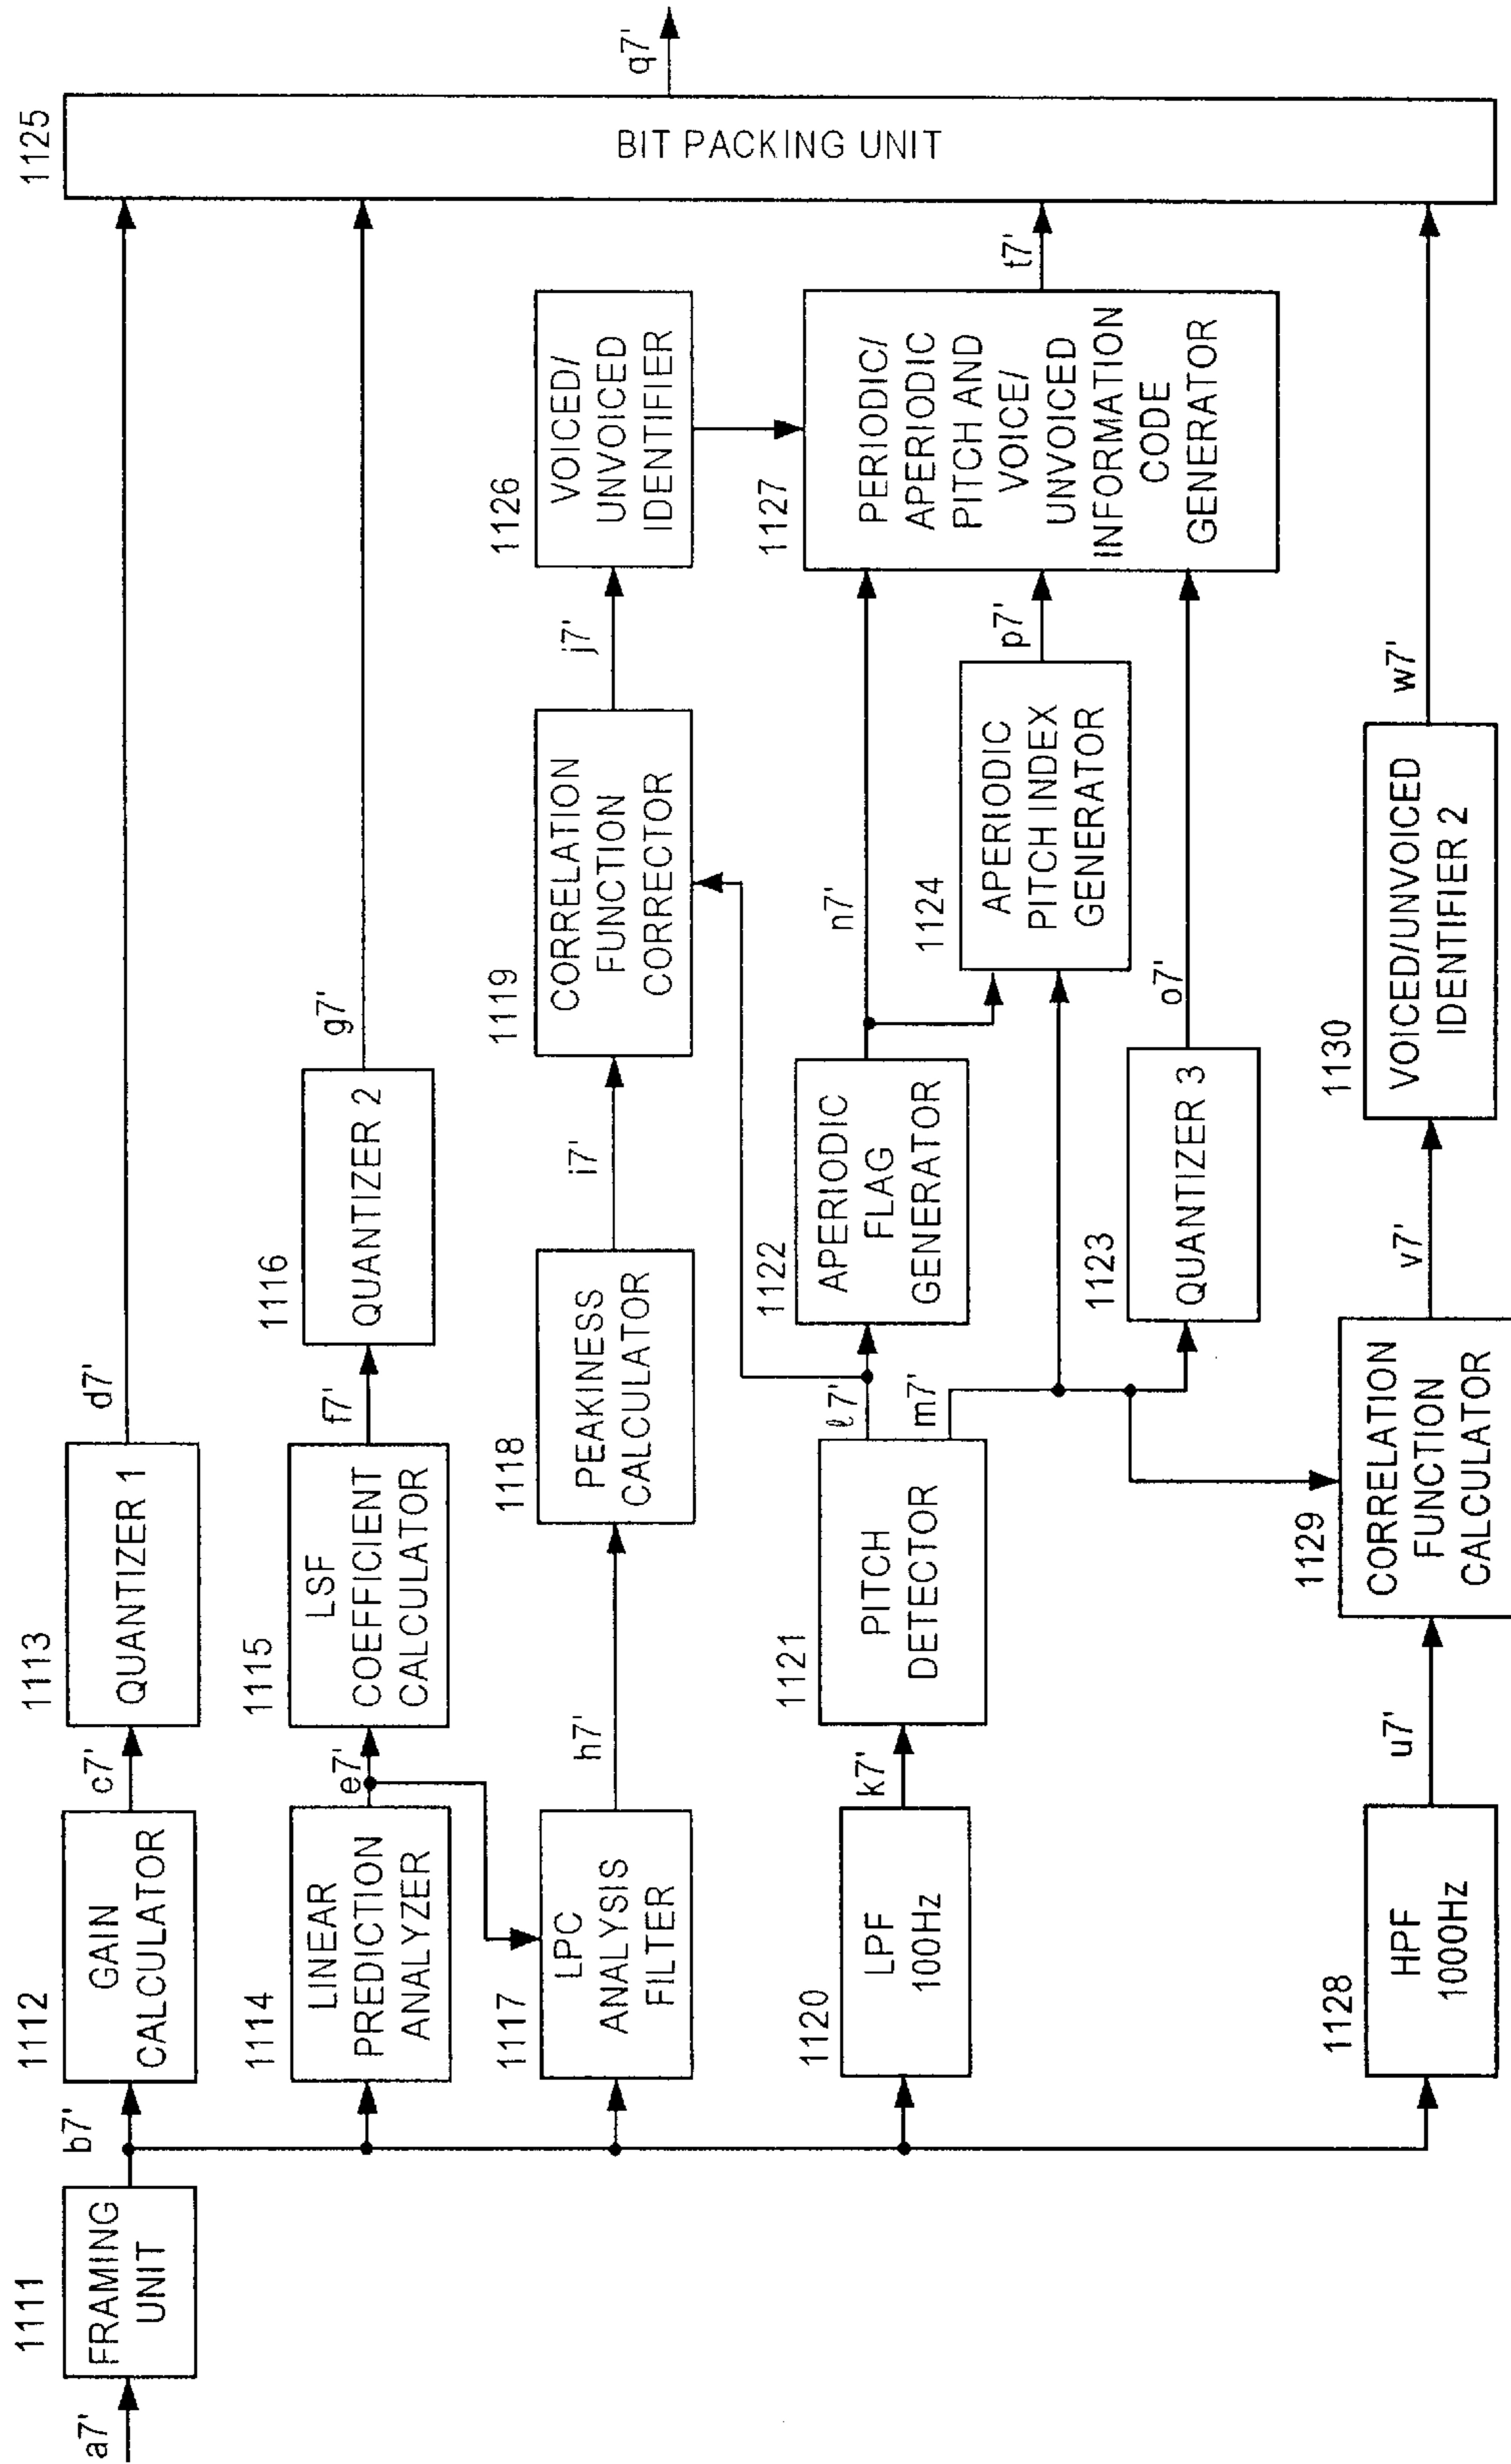 a7'
1111
FRAMING
UNIT
b7'
1112
GAIN
CALCULATOR
c7'
1113
QUANTIZER 1
d7'
1114
LINEAR
PREDICTION
ANALYZER
e7'
1115
LSF
COEFFICIENT
CALCULATOR
f7'
1116
QUANTIZER 2
g7'
1117
LPC
ANALYSIS
FILTER
h7'
1118
PEAKINESS
CALCULATOR
i7'
1119
CORRELATION
FUNCTION
CORRECTOR
j7'
1126
VOICED/
UNVOICED
IDENTIFIER
1120
LPF
100Hz
k7'
1121
PITCH
DETECTOR
ℓ7'
m7'
1122
APERIODIC
FLAG
GENERATOR
n7'
1124
APERIODIC
PITCH INDEX
GENERATOR
p7'
1123
QUANTIZER 3
o7'
1127
PERIODIC/
APERIODIC
PITCH AND
VOICE/
UNVOICED
INFORMATION
CODE
GENERATOR
t7'
1128
HPF
1000Hz
u7'
1129
CORRELATION
FUNCTION
CALCULATOR
v7'
1130
VOICED/UNVOICED
IDENTIFIER 2
w7'
1125
BIT PACKING UNIT
q7'